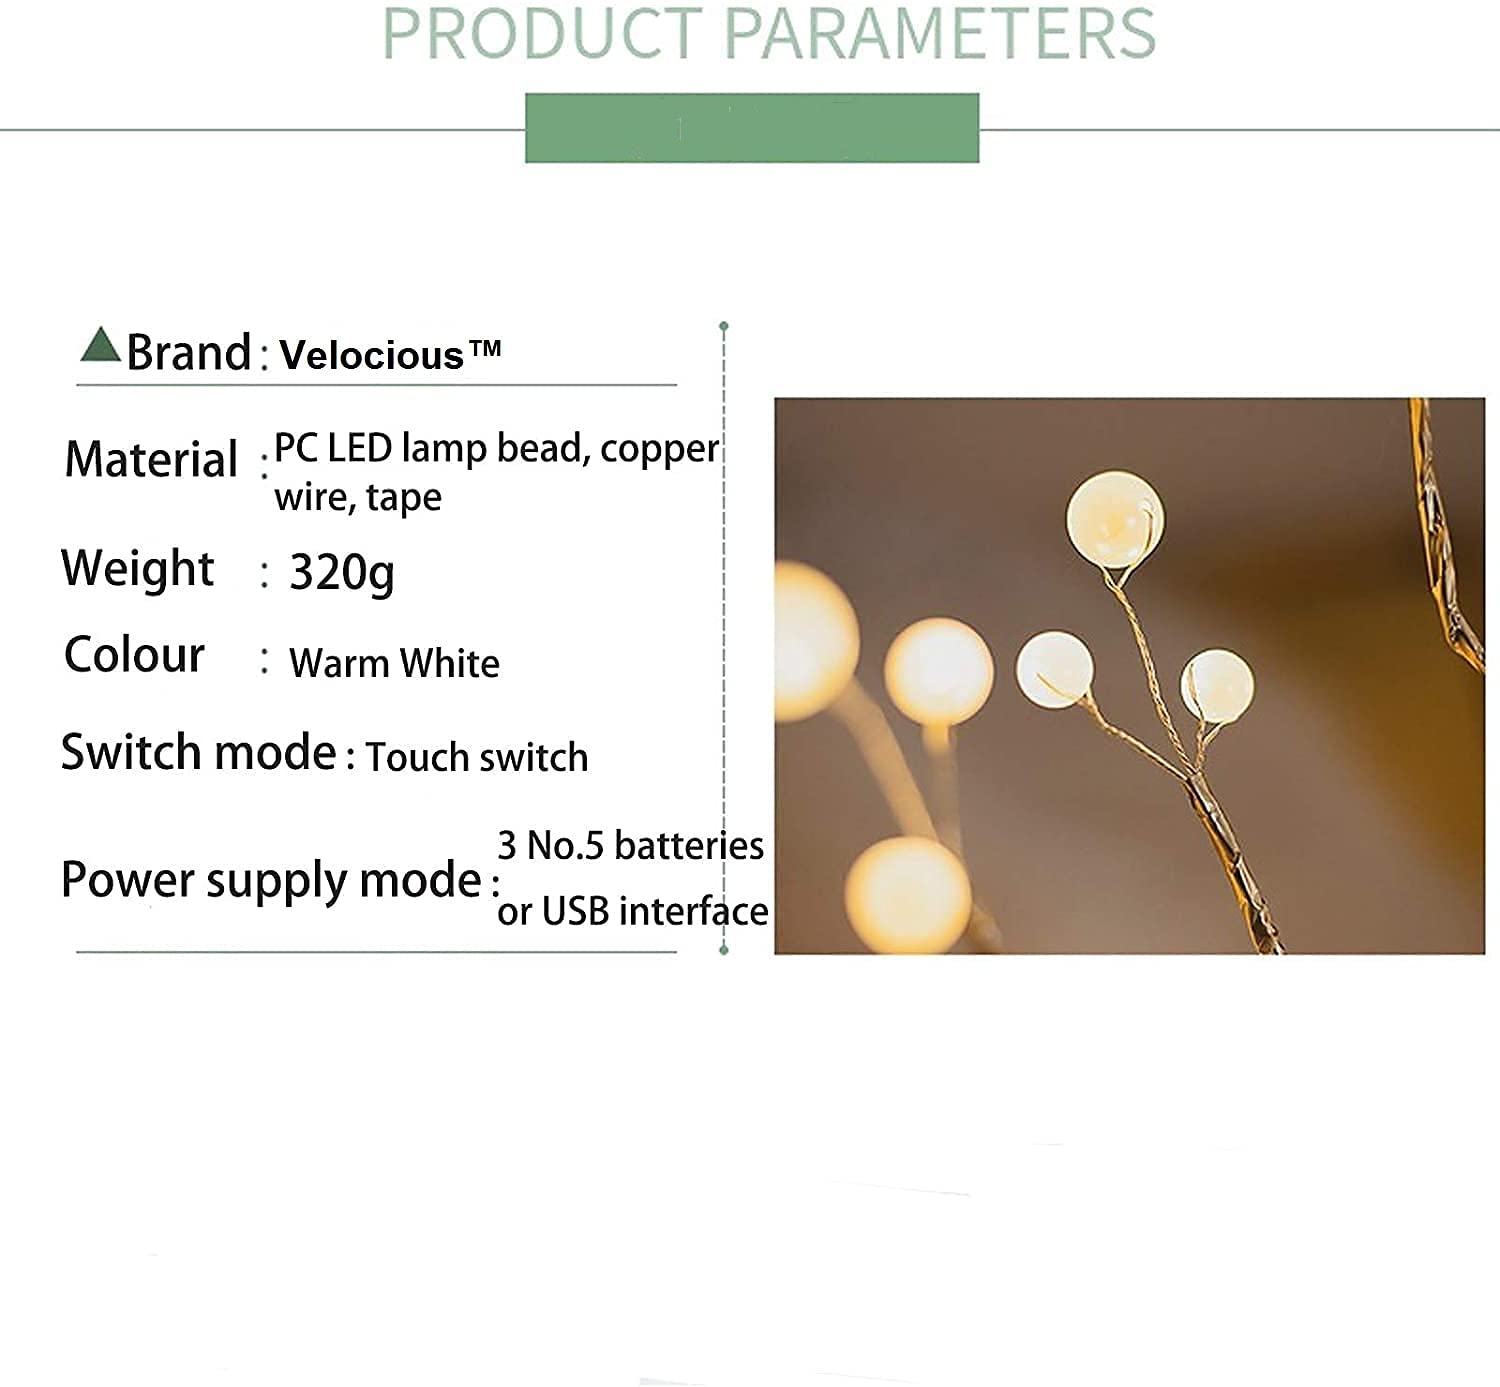 PRODUCT PARAMETERS
Brand: Velocious™
Material : PC LED lamp bead, copper
wire, tape
Weight : 320g
Colour : Warm White
Switch mode: Touch switch
Power supply mode: 3 No.5 batteries
or USB interface